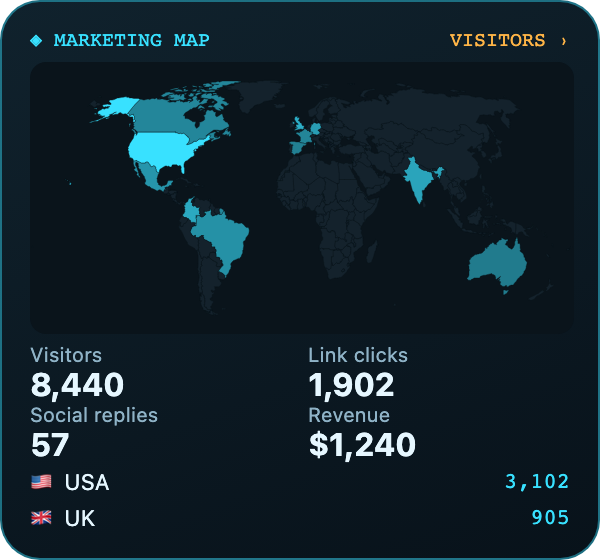 ◈ MARKETING MAP
VISITORS ›
Visitors
8,440
Link clicks
1,902
Social replies
57
Revenue
$1,240
🇺🇸 USA 3,102
🇬🇧 UK 905